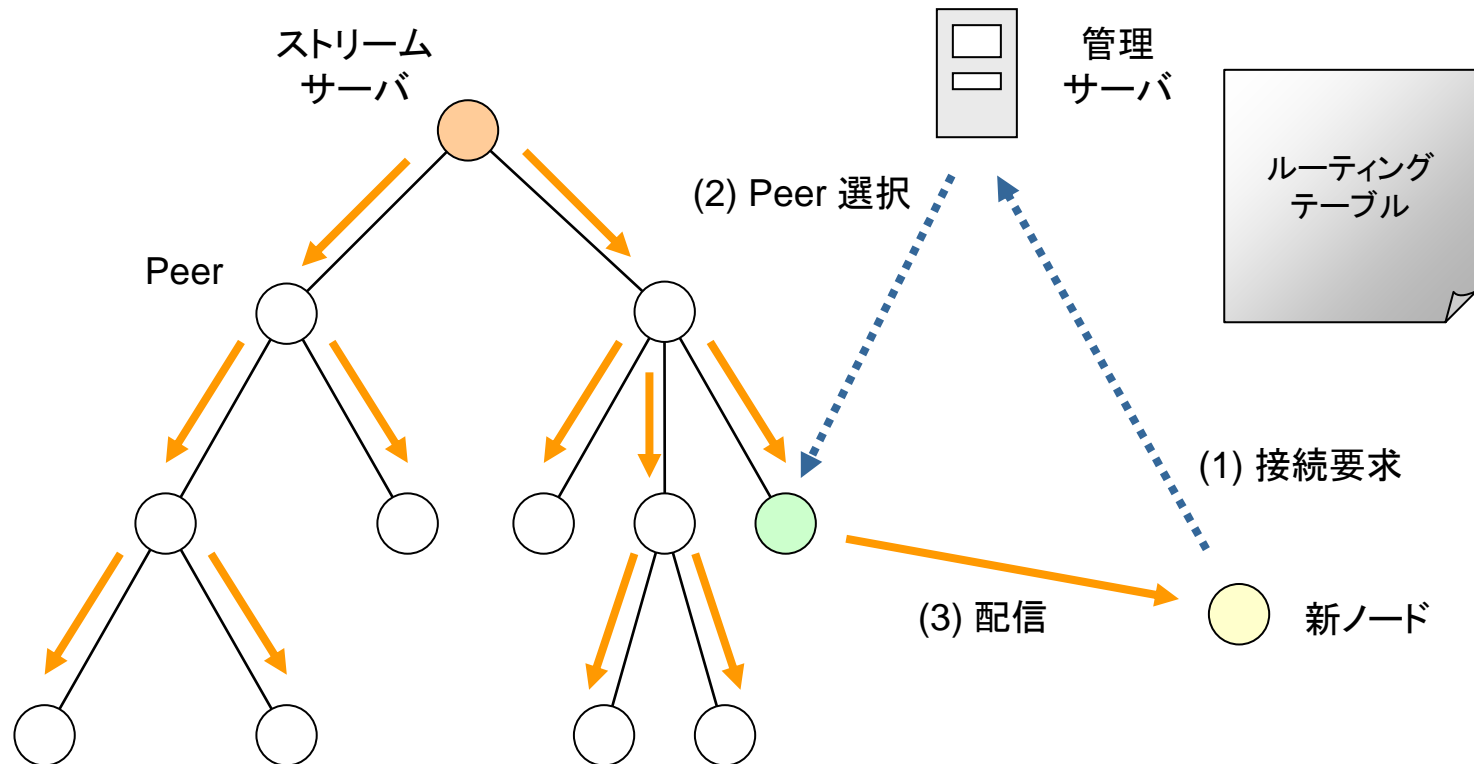 ストリーム
サーバ
管理
サーバ
ルーティング
テーブル
(2) Peer 選択
Peer
(1) 接続要求
(3) 配信
新ノード